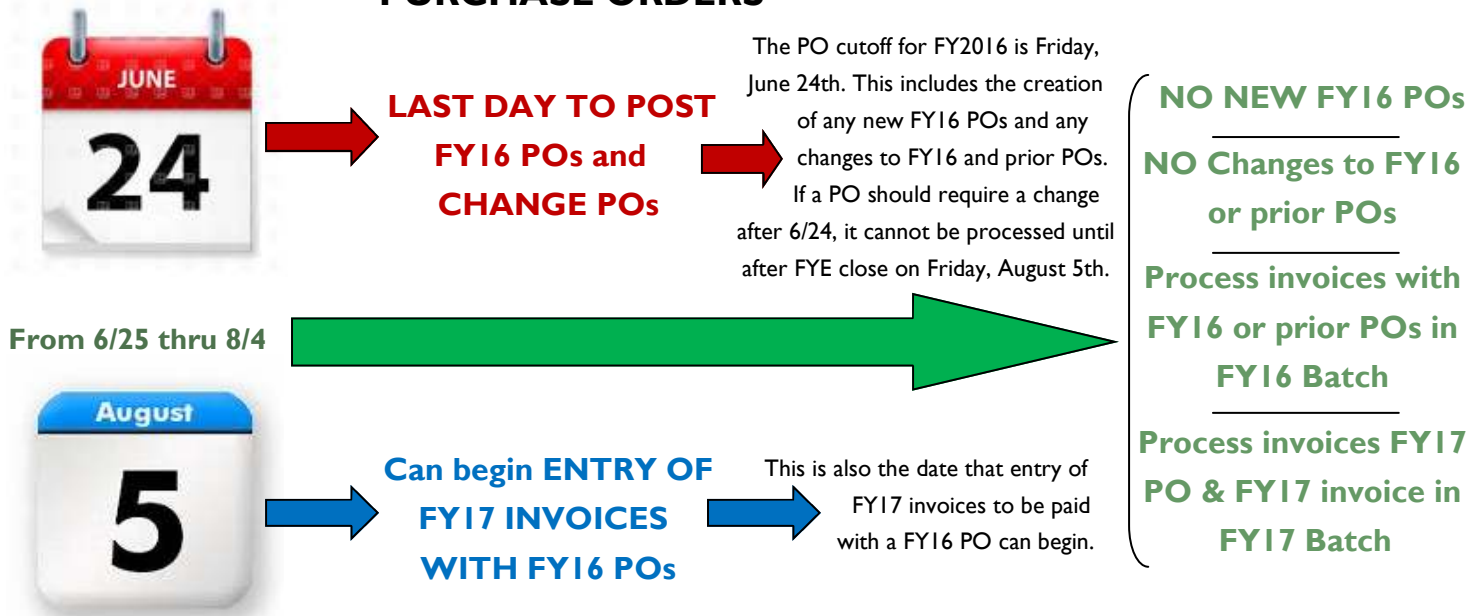 PURCHASE ORDERS
JUNE
24
LAST DAY TO POST
FY16 POs and
CHANGE POs
The PO cutoff for FY2016 is Friday,
June 24th. This includes the creation
of any new FY16 POs and any
changes to FY16 and prior POs.
If a PO should require a change
after 6/24, it cannot be processed until
after FYE close on Friday, August 5th.
From 6/25 thru 8/4
NO NEW FY16 POs
NO Changes to FY16
or prior POs
Process invoices with
FY16 or prior POs in
FY16 Batch
Process invoices FY17
PO & FY17 invoice in
FY17 Batch
August
5
Can begin ENTRY OF
FY17 INVOICES
WITH FY16 POs
This is also the date that entry of
FY17 invoices to be paid
with a FY16 PO can begin.